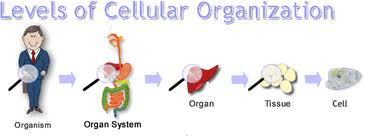 Levels of Cellular Organization
Organism
Organ System
Organ
Tissue
Cell